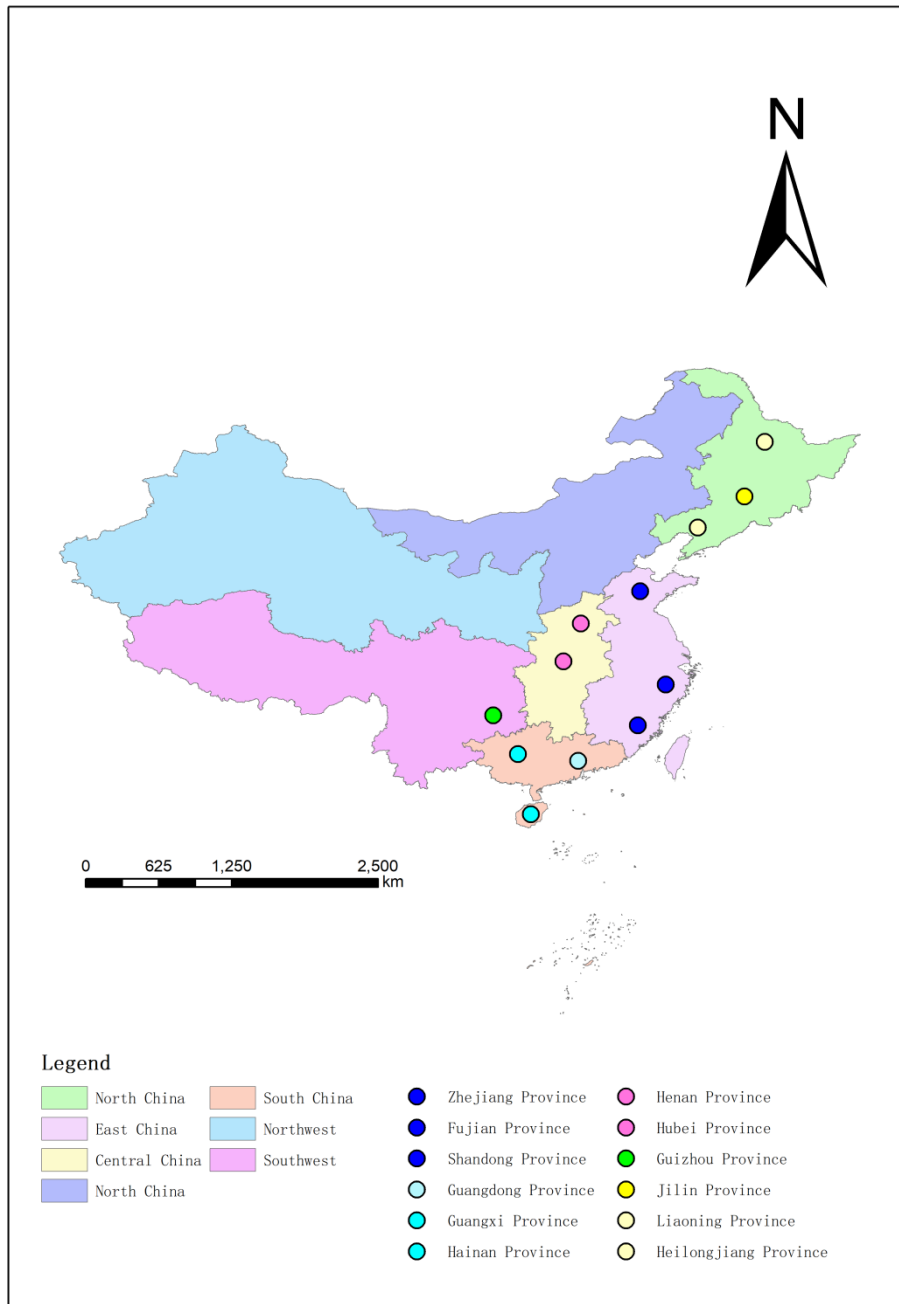 N
0 625 1,250 2,500
km
Legend
North China
East China
Central China
North China
South China
Northwest
Southwest
Zhejiang Province
Fujian Province
Shandong Province
Guangdong Province
Guangxi Province
Hainan Province
Henan Province
Hubei Province
Guizhou Province
Jilin Province
Liaoning Province
Heilongjiang Province